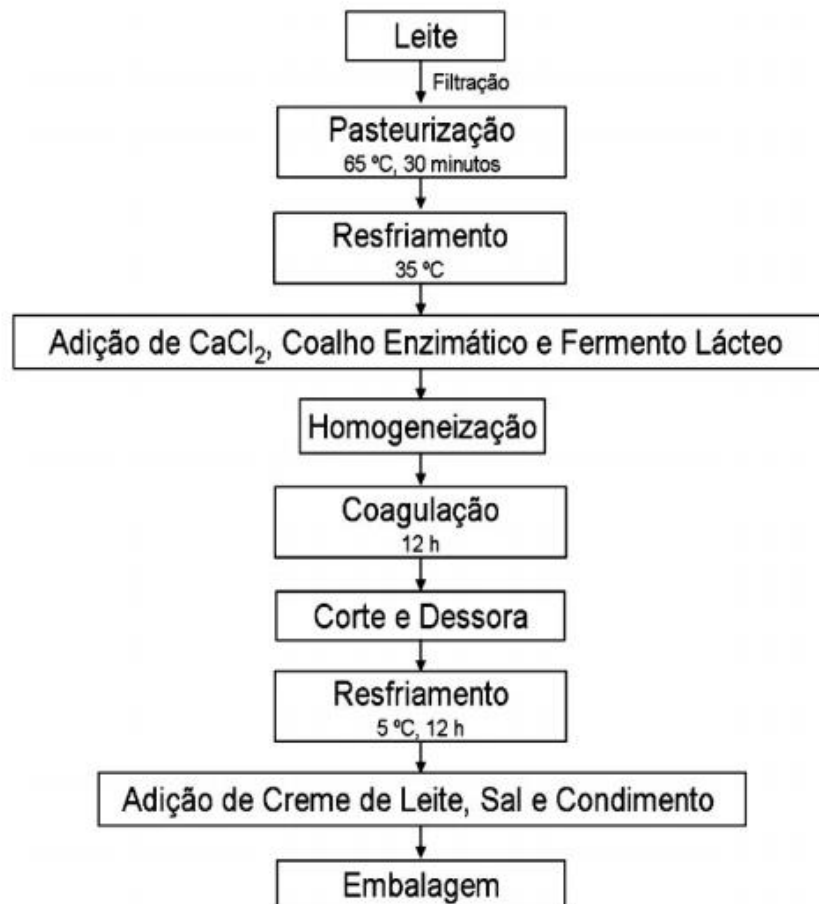 Leite
Filtração
Pasteurização
65 ºC, 30 minutos
Resfriamento
35 ºC
Adição de CaCl₂, Coalho Enzimático e Fermento Lácteo
Homogeneização
Coagulação
12 h
Corte e Dessora
Resfriamento
5 ºC, 12 h
Adição de Creme de Leite, Sal e Condimento
Embalagem